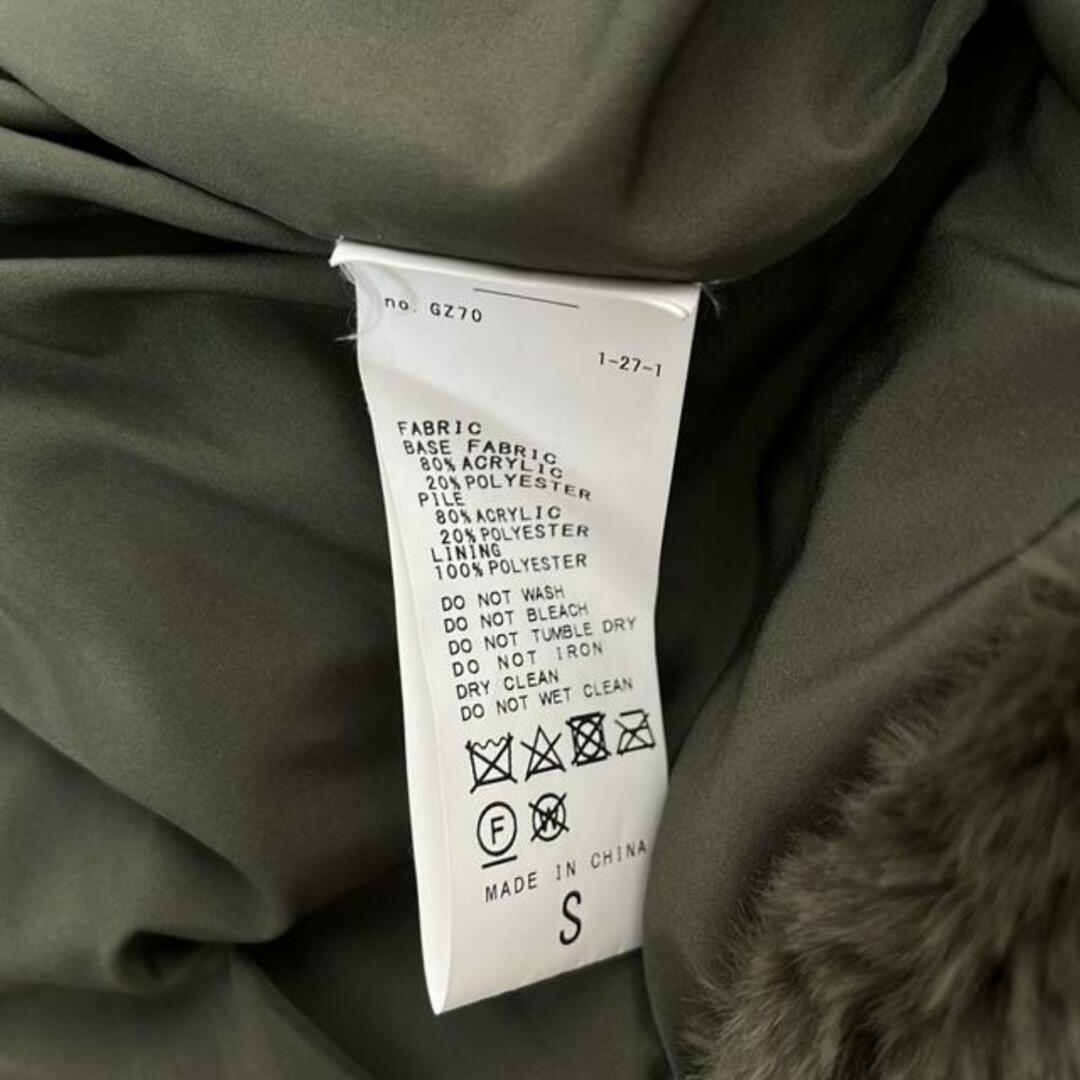 no. GZ70
1-27-1
FABRIC
BASE FABRIC
80%ACRYLIC
20%POLYESTER
PILE
80%ACRYLIC
20%POLYESTER
LINING
100%POLYESTER
DO NOT WASH
DO NOT BLEACH
DO NOT TUMBLE DRY
DO NOT IRON
DRY CLEAN
DO NOT WET CLEAN
F W
MADE IN CHINA
S